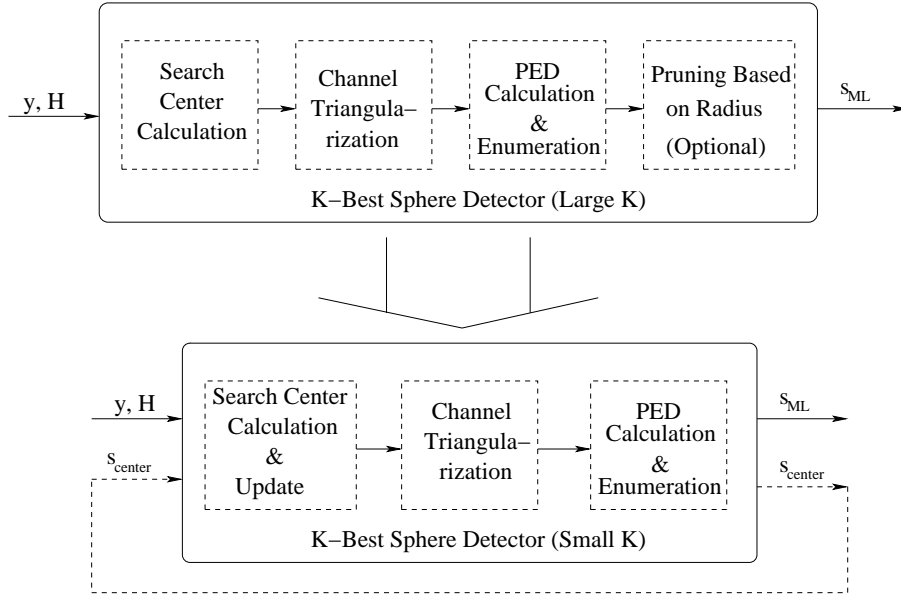 y, H
Search
Center
Calculation
Channel
Triangula–
rization
PED
Calculation
&
Enumeration
Pruning Based
on Radius
(Optional)
s_ML
K–Best Sphere Detector (Large K)
y, H
s_center
Search Center
Calculation
&
Update
Channel
Triangula–
rization
PED
Calculation
&
Enumeration
s_ML
s_center
K–Best Sphere Detector (Small K)